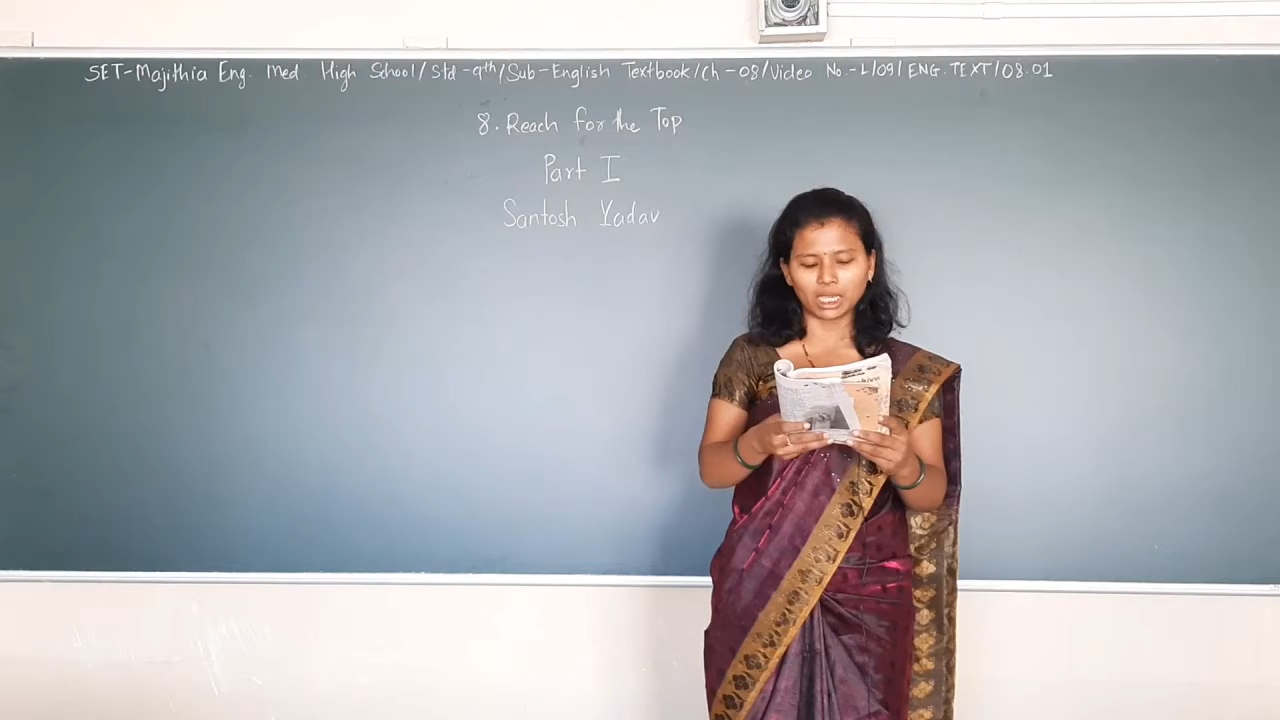 SET-Majithia Eng. Med High School/Std-9th/Sub-English Textbook/Ch-08/Video No.-L/09/ENG.TEXT/08.01
8. Reach for the Top
Part I
Santosh Yadav